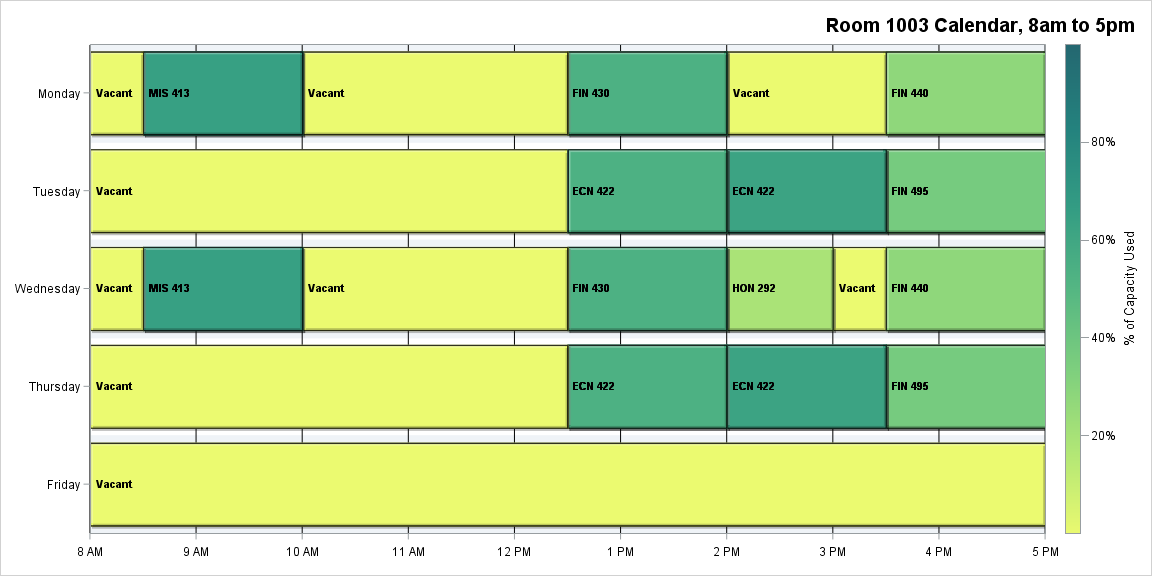 Room 1003 Calendar, 8am to 5pm
Monday
Vacant
MIS 413
Vacant
FIN 430
Vacant
FIN 440
Tuesday
Vacant
ECN 422
ECN 422
FIN 495
Wednesday
Vacant
MIS 413
Vacant
FIN 430
HON 292
Vacant
FIN 440
Thursday
Vacant
ECN 422
ECN 422
FIN 495
Friday
Vacant
8 AM
9 AM
10 AM
11 AM
12 PM
1 PM
2 PM
3 PM
4 PM
5 PM
80%
60%
40%
20%
% of Capacity Used